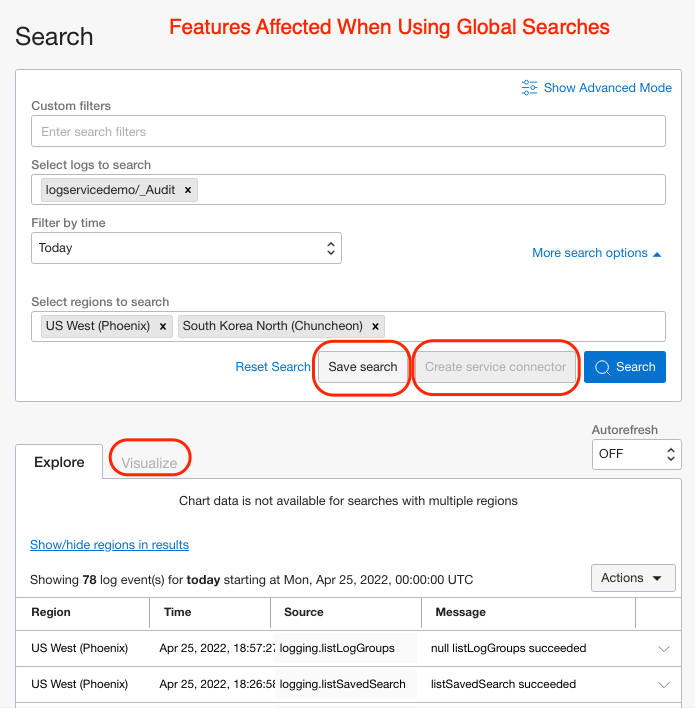 Features Affected When Using Global Searches
Search
Show Advanced Mode
Custom filters
Enter search filters
Select logs to search
logservicedemo/_Audit x
Filter by time
Today
More search options
Select regions to search
US West (Phoenix) x South Korea North (Chuncheon) x
Reset Search Save search Create service connector Search
Autorefresh
OFF
Explore Visualize
Chart data is not available for searches with multiple regions
Show/hide regions in results
Showing 78 log event(s) for today starting at Mon, Apr 25, 2022, 00:00:00 UTC
Actions
Region Time Source Message
US West (Phoenix) Apr 25, 2022, 18:57:27 logging.listLogGroups null listLogGroups succeeded
US West (Phoenix) Apr 25, 2022, 18:26:58 logging.listSavedSearch listSavedSearch succeeded